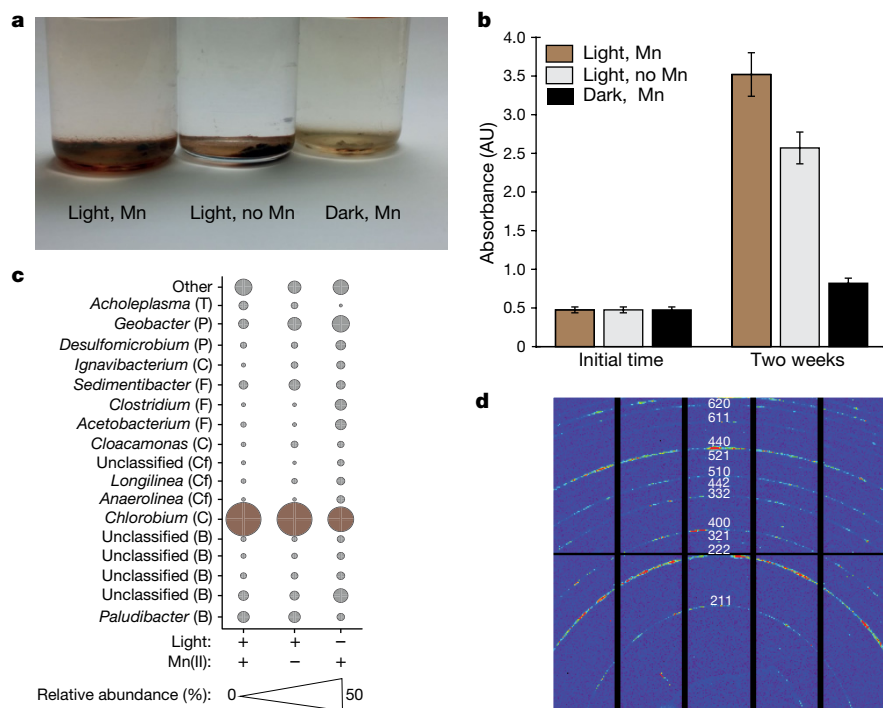 a
Light, Mn
Light, no Mn
Dark, Mn
b
4.0
3.5
3.0
2.5
2.0
1.5
1.0
0.5
0
Absorbance (AU)
Light, Mn
Light, no Mn
Dark, Mn
Initial time
Two weeks
c
Other
Acholeplasma (T)
Geobacter (P)
Desulfomicrobium (P)
Ignavibacterium (C)
Sedimentibacter (F)
Clostridium (F)
Acetobacterium (F)
Cloacamonas (C)
Unclassified (Cf)
Longilinea (Cf)
Anaerolinea (Cf)
Chlorobium (C)
Unclassified (B)
Unclassified (B)
Unclassified (B)
Unclassified (B)
Paludibacter (B)
Light: + + –
Mn(II): + – +
Relative abundance (%): 0 50
d
620
611
440
521
510
442
332
400
321
222
211